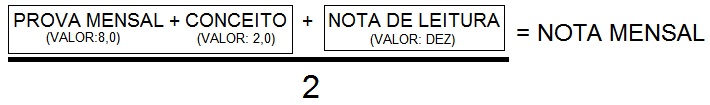 PROVA MENSAL + CONCEITO + NOTA DE LEITURA = NOTA MENSAL
(VALOR:8,0) (VALOR: 2,0) (VALOR: DEZ)
2